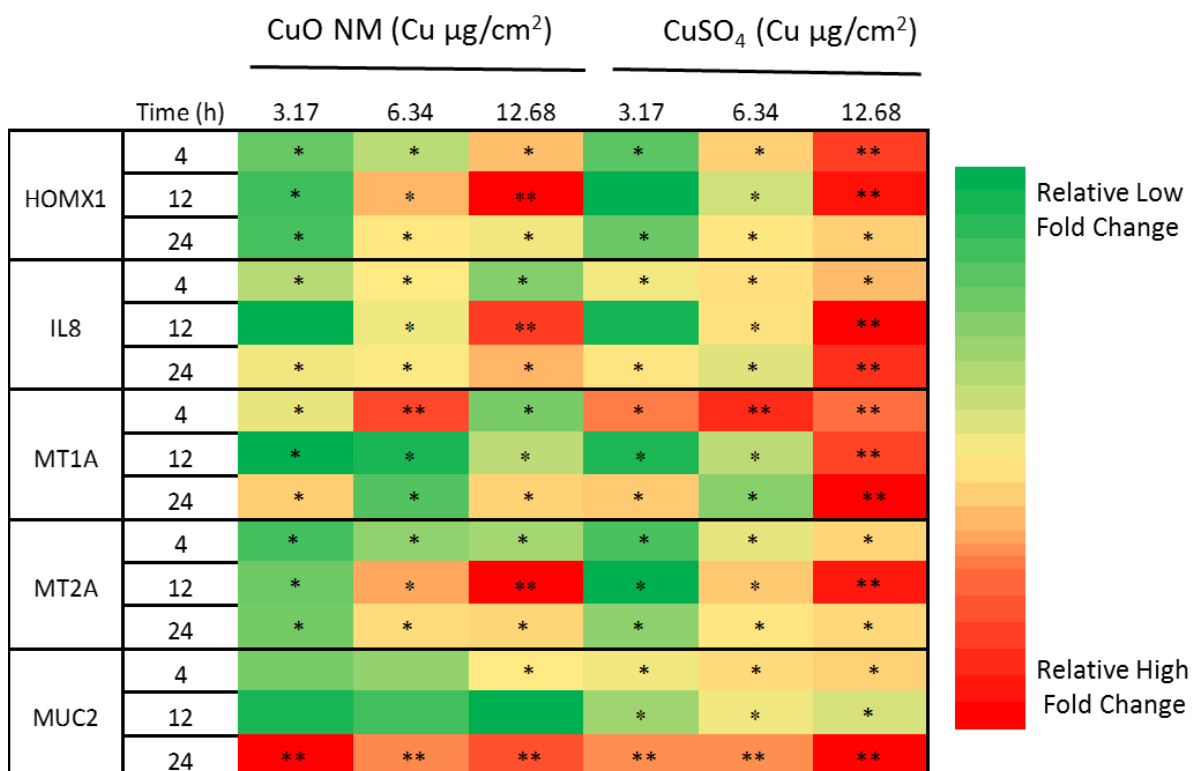 CuO NM (Cu µg/cm²) CuSO₄ (Cu µg/cm²)
Time (h) 3.17 6.34 12.68 3.17 6.34 12.68
4 * * * * * **
HOMX1 12 * * ** * **
24 * * * * * *
4 * * * * * *
IL8 12 * ** * **
24 * * * * * **
4 * ** * * ** **
MT1A 12 * * * * * **
24 * * * * * **
4 * * * * * *
MT2A 12 * * ** * * **
24 * * * * * *
4 * * * *
MUC2 12 * * *
24 ** ** ** ** ** **
Relative Low
Fold Change
Relative High
Fold Change